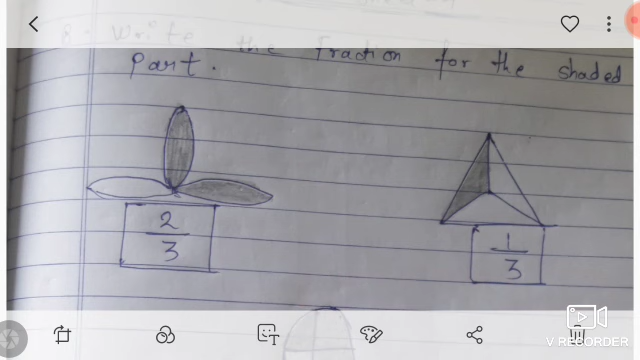 Q. Write the Fraction for the shaded
Part.
2
3
1
3
V RECORDER